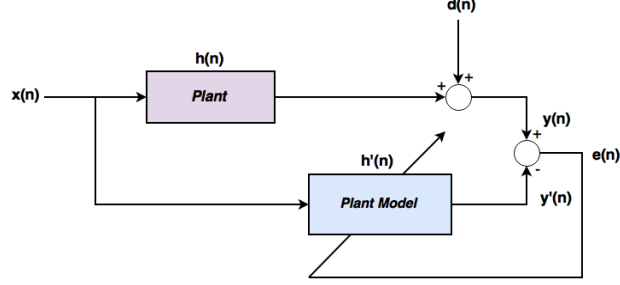 d(n)
h(n)
x(n)
Plant
+
+
y(n)
+
h'(n)
e(n)
-
Plant Model
y'(n)